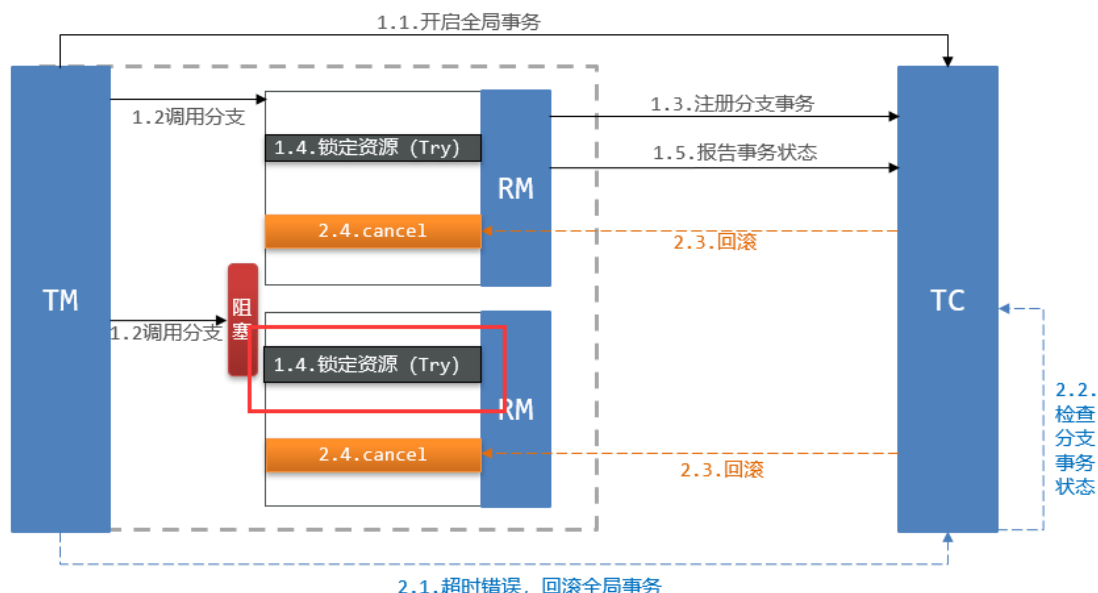 1.1.开启全局事务
1.2调用分支
1.3.注册分支事务
1.4.锁定资源 (Try)
1.5.报告事务状态
RM
2.4.cancel
2.3.回滚
TM
TC
阻
塞
1.2调用分支
1.4.锁定资源 (Try)
RM
2.4.cancel
2.3.回滚
2.2.
检查
分支
事务
状态
2.1.超时错误，回滚全局事务